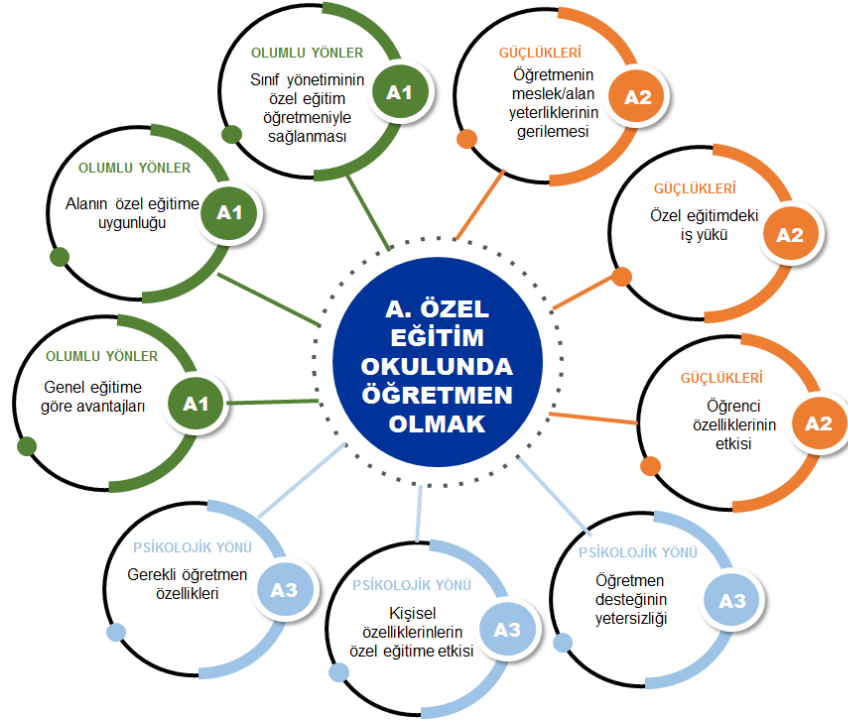 OLUMLU YÖNLER
Sınıf yönetiminin
özel eğitim
öğretmeniyle
sağlanması
A1
GÜÇLÜKLERİ
Öğretmenin
meslek/alan
yeterliklerinin
gerilemesi
A2
OLUMLU YÖNLER
Alanın özel eğitime
uygunluğu
A1
GÜÇLÜKLERİ
Özel eğitimdeki
iş yükü
A2
A. ÖZEL
EĞİTİM
OKULUNDA
ÖĞRETMEN
OLMAK
OLUMLU YÖNLER
Genel eğitime
göre avantajları
A1
GÜÇLÜKLERİ
Öğrenci
özelliklerinin
etkisi
A2
PSİKOLOJİK YÖNÜ
Gerekli öğretmen
özellikleri
A3
PSİKOLOJİK YÖNÜ
Kişisel
özelliklerinlerin
özel eğitime etkisi
A3
PSİKOLOJİK YÖNÜ
Öğretmen
desteğinin
yetersizliği
A3